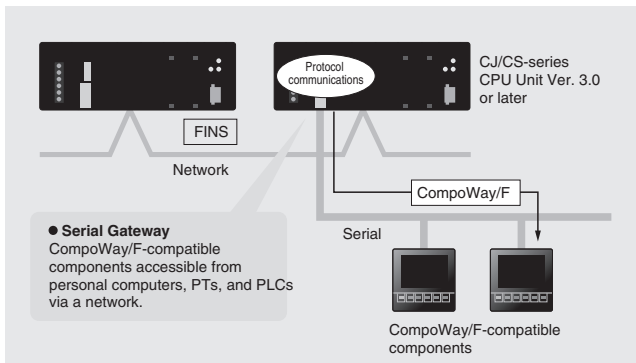 Protocol
communications
CJ/CS-series
CPU Unit Ver. 3.0
or later
FINS
Network
CompoWay/F
● Serial Gateway
CompoWay/F-compatible
components accessible from
personal computers, PTs, and PLCs
via a network.
Serial
CompoWay/F-compatible
components